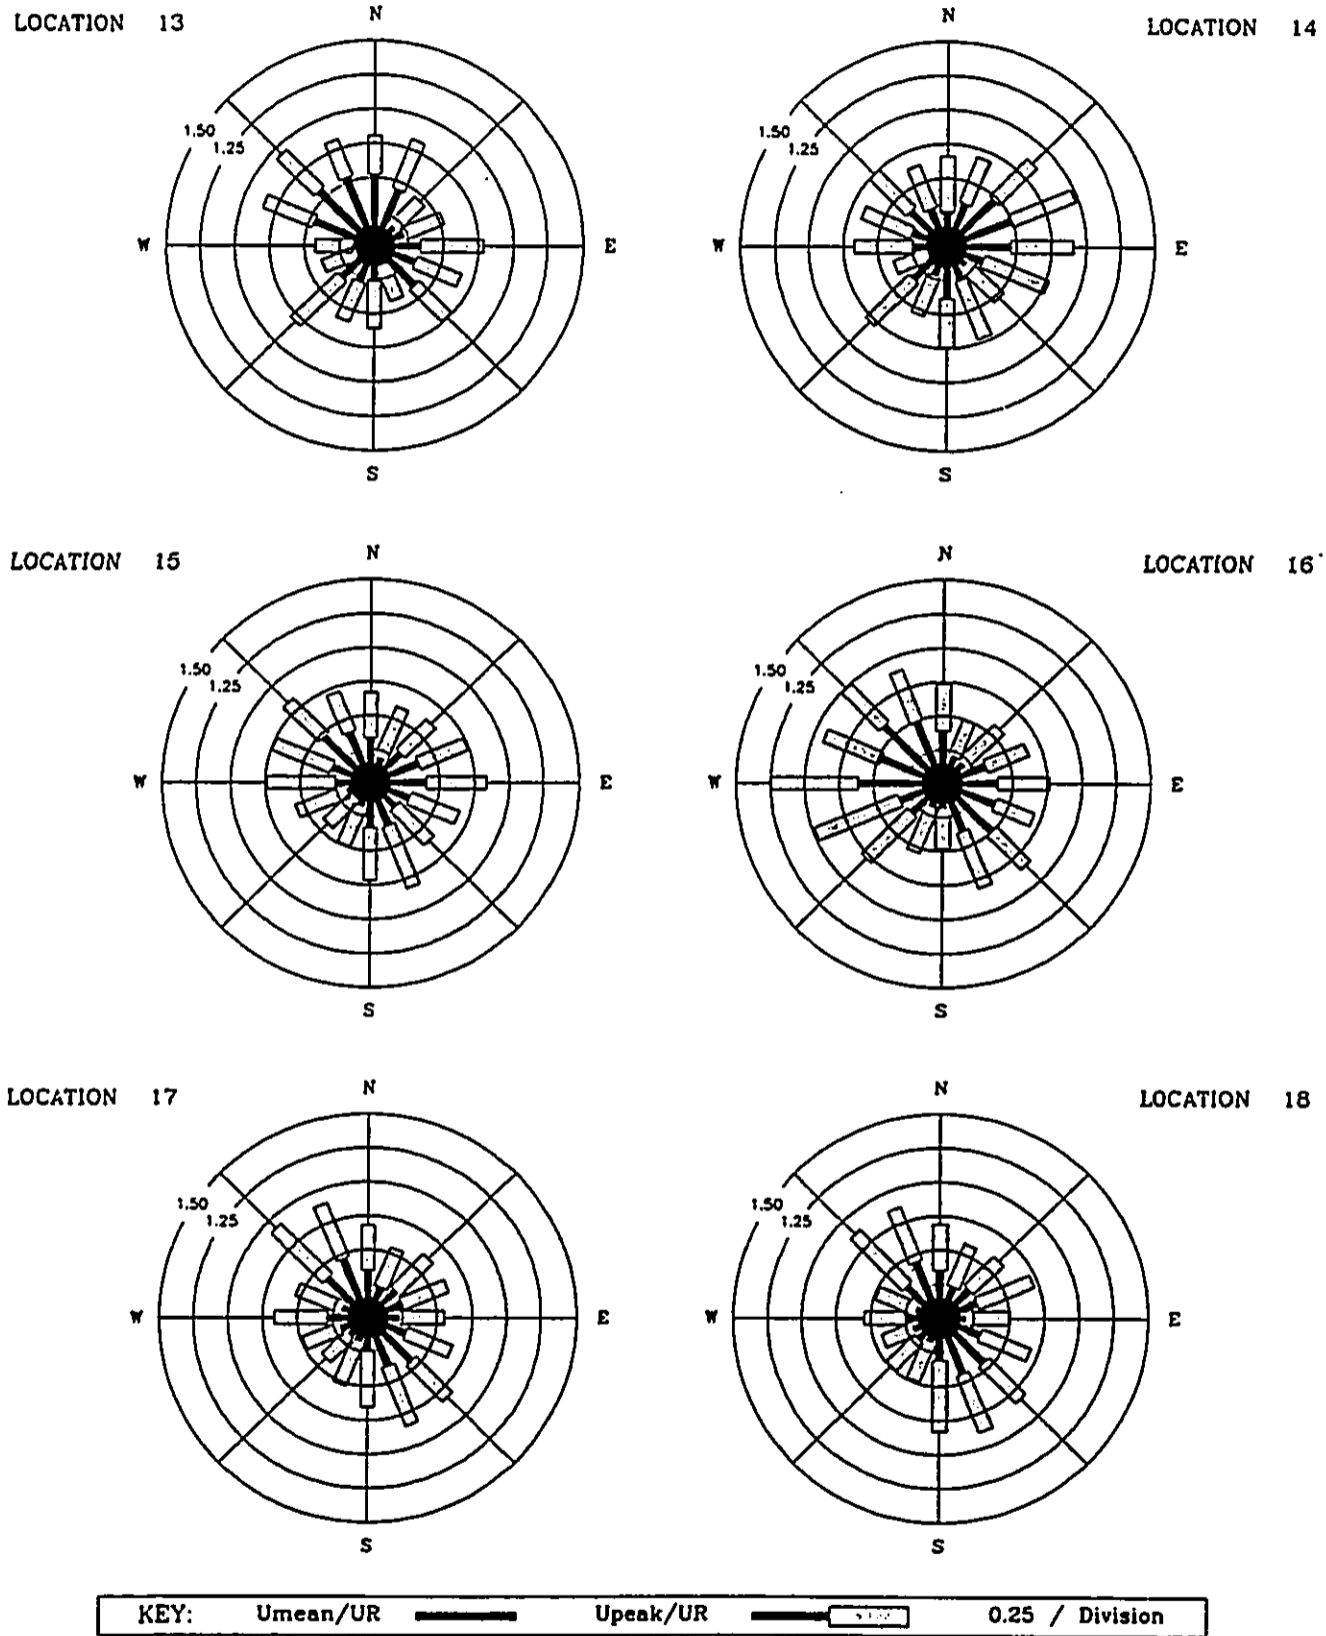 LOCATION 13
N
1.50
1.25
W
E
S
LOCATION 14
N
1.50
1.25
W
E
S
LOCATION 15
N
1.50
1.25
W
E
S
LOCATION 16
N
1.50
1.25
W
E
S
LOCATION 17
N
1.50
1.25
W
E
S
LOCATION 18
N
1.50
1.25
W
E
S
KEY: Umean/UR Upeak/UR 0.25 / Division